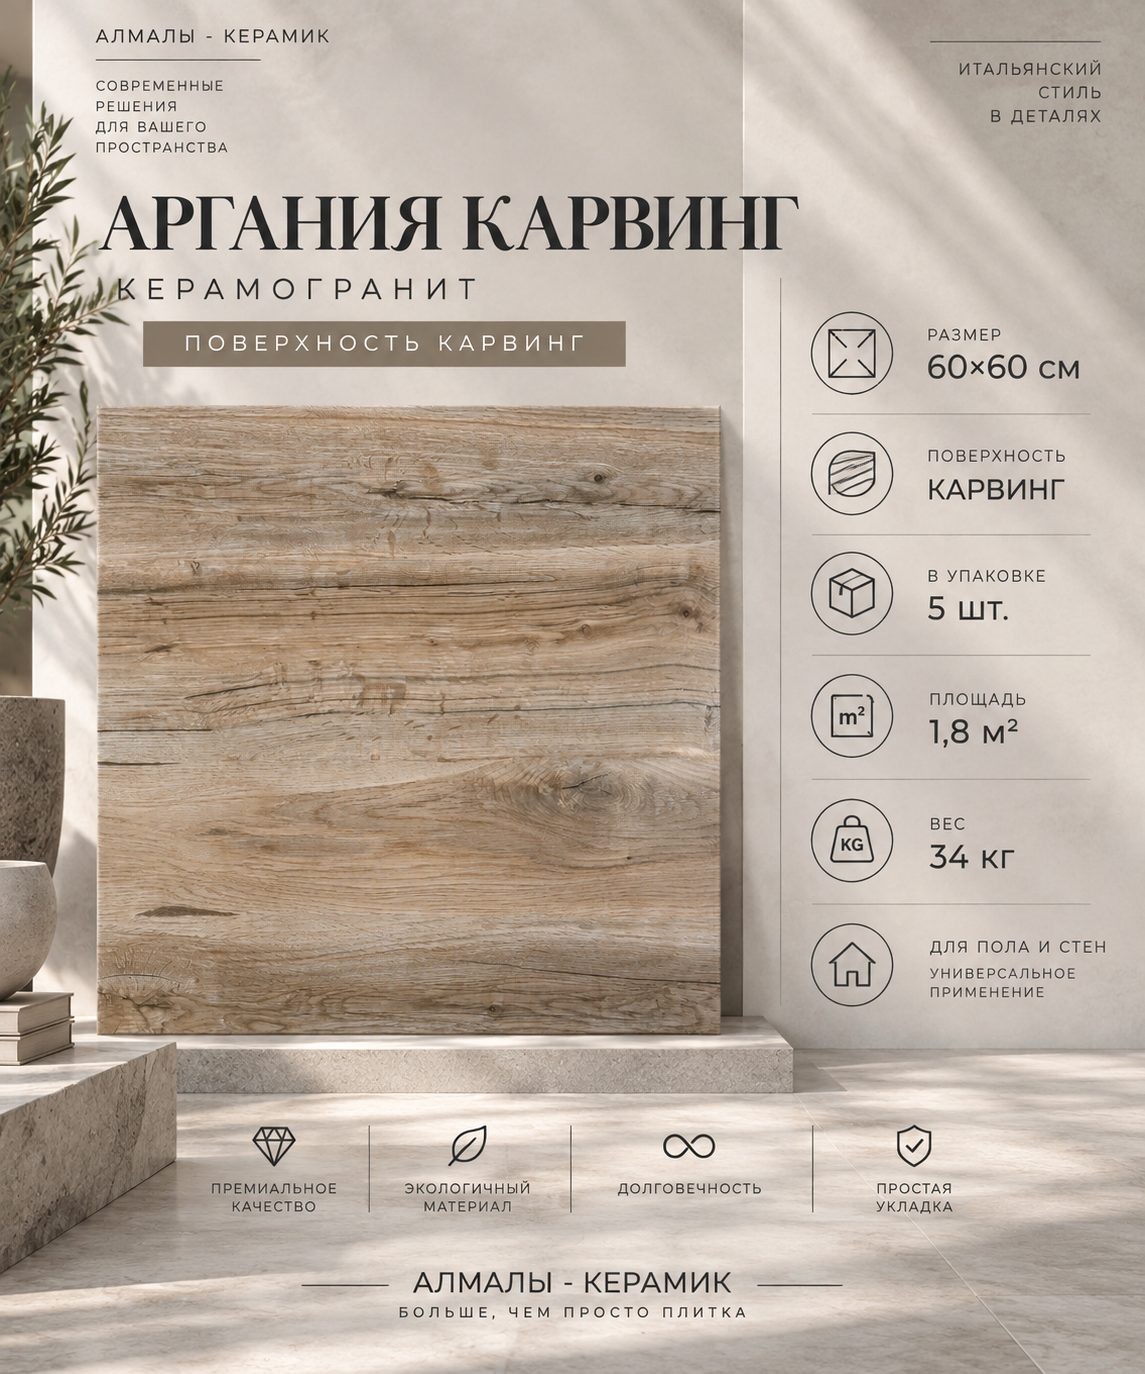 АЛМАЛЫ - КЕРАМИК
СОВРЕМЕННЫЕ
РЕШЕНИЯ
ДЛЯ ВАШЕГО
ПРОСТРАНСТВА
ИТАЛЬЯНСКИЙ
СТИЛЬ
В ДЕТАЛЯХ
АРГАНИЯ КАРВИНГ
КЕРАМОГРАНИТ
ПОВЕРХНОСТЬ КАРВИНГ
РАЗМЕР
60×60 см
ПОВЕРХНОСТЬ
КАРВИНГ
В УПАКОВКЕ
5 шт.
m²
ПЛОЩАДЬ
1,8 м²
KG
ВЕС
34 кг
ДЛЯ ПОЛА И СТЕН
УНИВЕРСАЛЬНОЕ
ПРИМЕНЕНИЕ
ПРЕМИАЛЬНОЕ
КАЧЕСТВО
ЭКОЛОГИЧНЫЙ
МАТЕРИАЛ
ДОЛГОВЕЧНОСТЬ
ПРОСТАЯ
УКЛАДКА
АЛМАЛЫ - КЕРАМИК
БОЛЬШЕ, ЧЕМ ПРОСТО ПЛИТКА